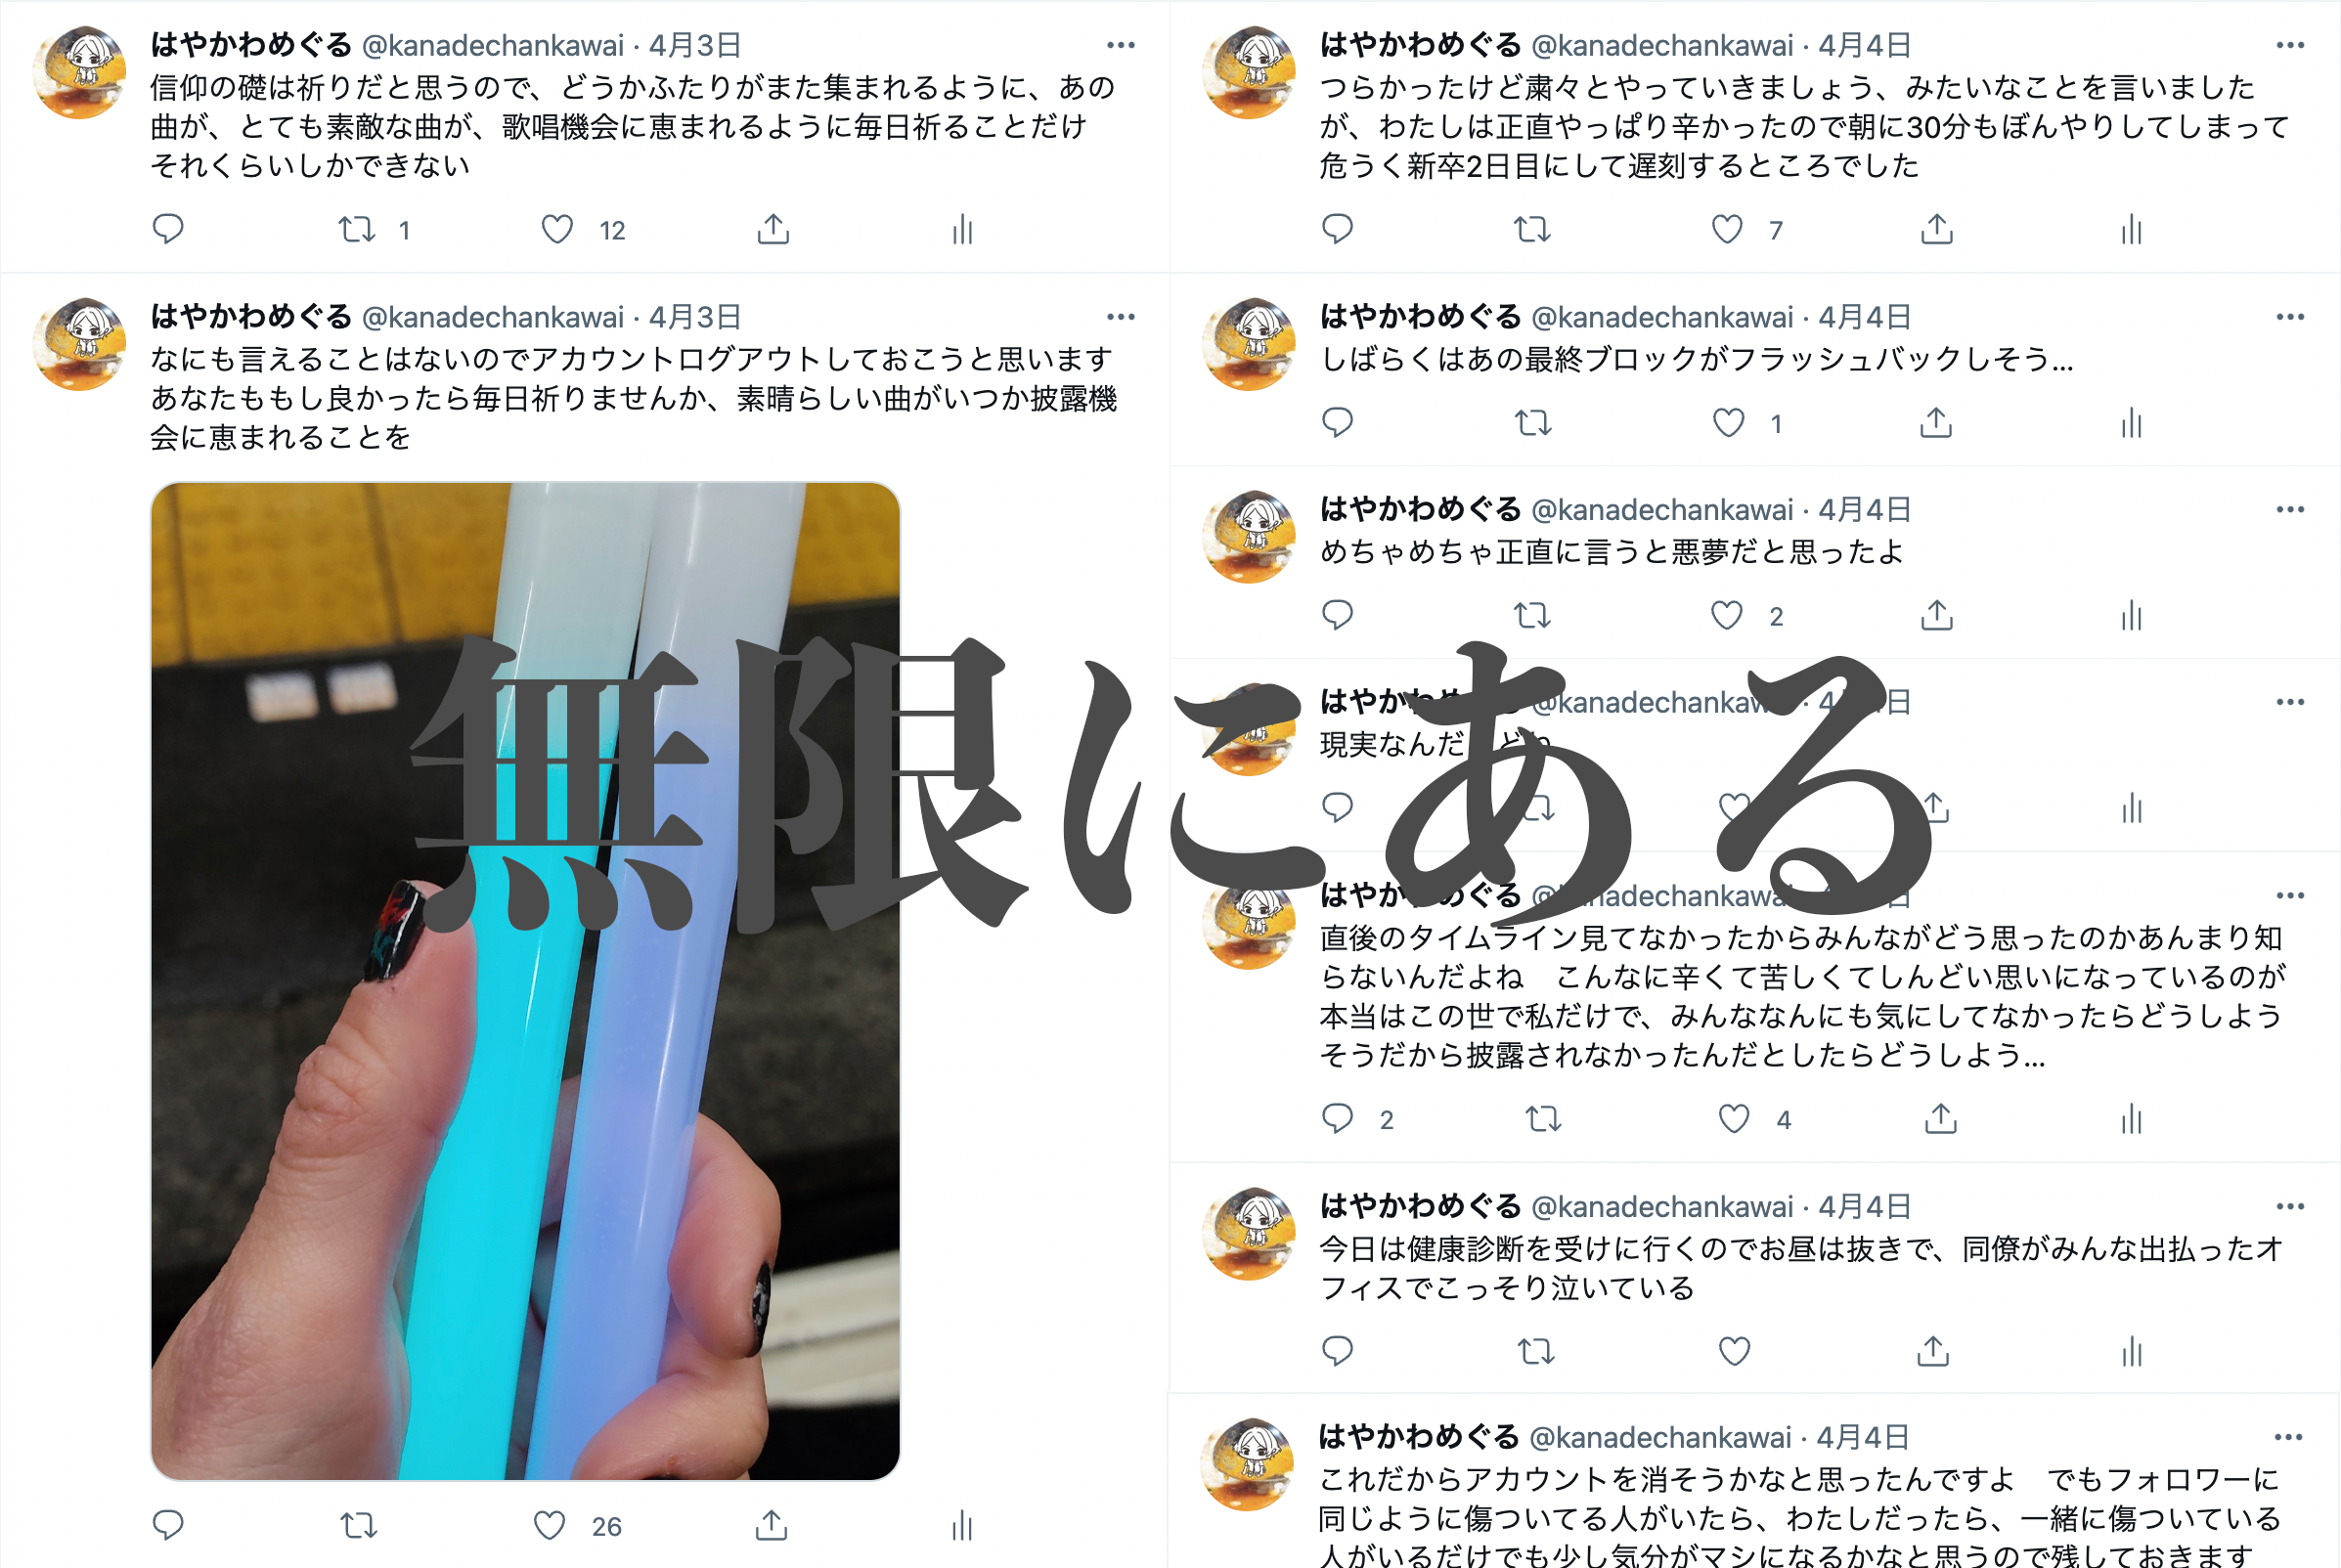 はやかわめぐる @kanadechankawai · 4月3日
信仰の礎は祈りだと思うので、どうかふたりがまた集まれるように、あの
曲が、とても素敵な曲が、歌唱機会に恵まれるように毎日祈ることだけ
それくらいしかできない
1 12
はやかわめぐる @kanadechankawai · 4月3日
なにも言えることはないのでアカウントログアウトしておこうと思います
あなたももし良かったら毎日祈りませんか、素晴らしい曲がいつか披露機
会に恵まれることを
26
はやかわめぐる @kanadechankawai · 4月4日
つらかったけど粛々とやっていきましょう、みたいなことを言いました
が、わたしは正直やっぱり辛かったので朝に30分もぼんやりしてしまって
危うく新卒2日目にして遅刻するところでした
7
はやかわめぐる @kanadechankawai · 4月4日
しばらくはあの最終ブロックがフラッシュバックしそう...
1
はやかわめぐる @kanadechankawai · 4月4日
めちゃめちゃ正直に言うと悪夢だと思ったよ
2
無限にある
はやかわめぐる @kanadechankawai · 4月4日
現実なんだけどね
はやかわめぐる @kanadechankawai · 4月4日
直後のタイムライン見てなかったからみんながどう思ったのかあんまり知
らないんだよね　こんなに辛くて苦しくてしんどい思いになっているのが
本当はこの世で私だけで、みんななんにも気にしてなかったらどうしよう
そうだから披露されなかったんだとしたらどうしよう...
2 4
はやかわめぐる @kanadechankawai · 4月4日
今日は健康診断を受けに行くのでお昼は抜きで、同僚がみんな出払ったオ
フィスでこっそり泣いている
はやかわめぐる @kanadechankawai · 4月4日
これだからアカウントを消そうかなと思ったんですよ　でもフォロワーに
同じように傷ついてる人がいたら、わたしだったら、一緒に傷ついている
人がいるだけでも少し気分がマシになるかなと思うので残しておきます